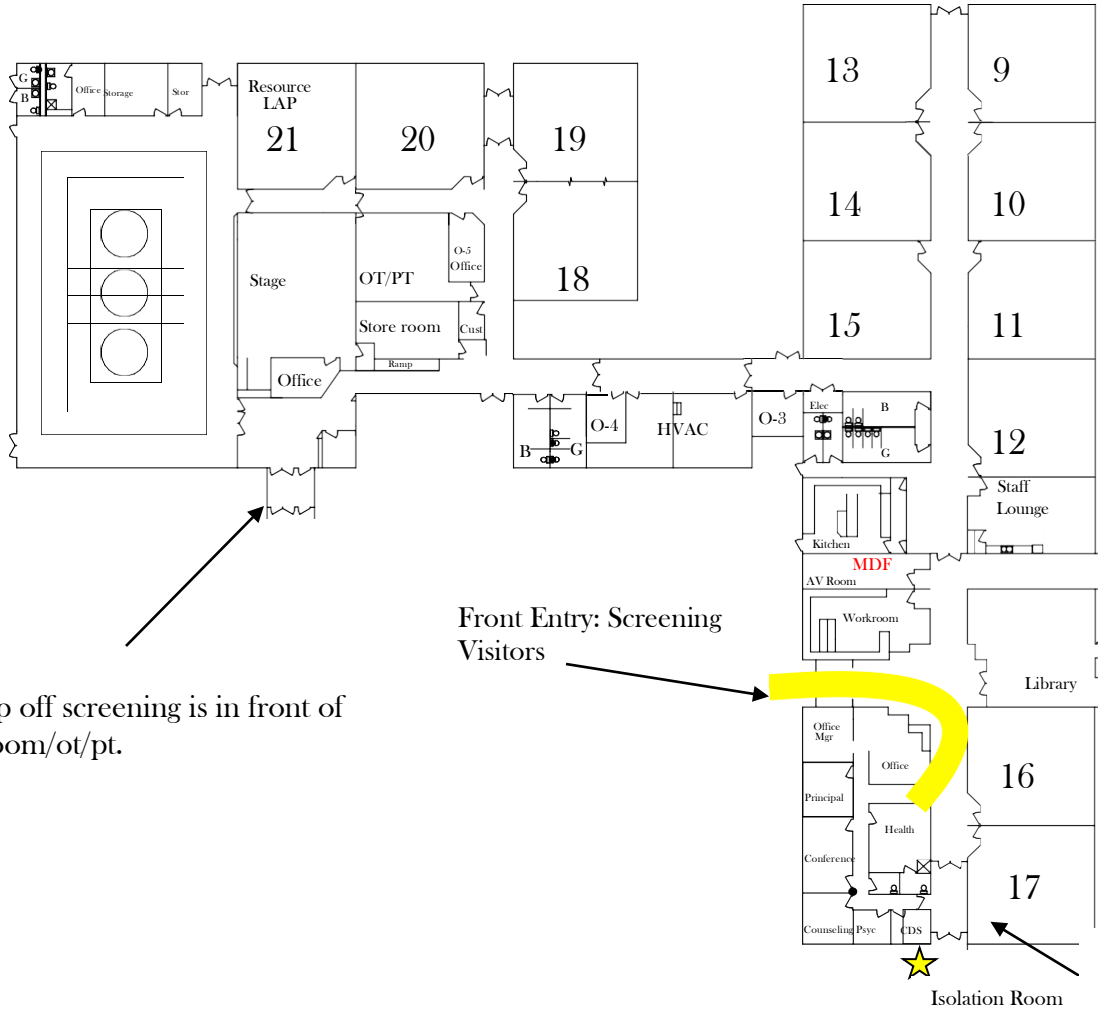 13
9
G
B
Office
Storage
Stor
Resource
LAP
21
20
19
14
10
18
O-5
Office
Stage
OT/PT
15
11
Store room
Cust
Ramp
Office
B
G
O-4
HVAC
O-3
Elec
B
G
12
Staff
Lounge
Kitchen
MDF
AV Room
Workroom
Front Entry: Screening
Visitors
Library
p off screening is in front of
oom/ot/pt.
Office
Mgr
Office
16
Principal
Health
Conference
17
Counseling
Psyc
CDS
Isolation Room